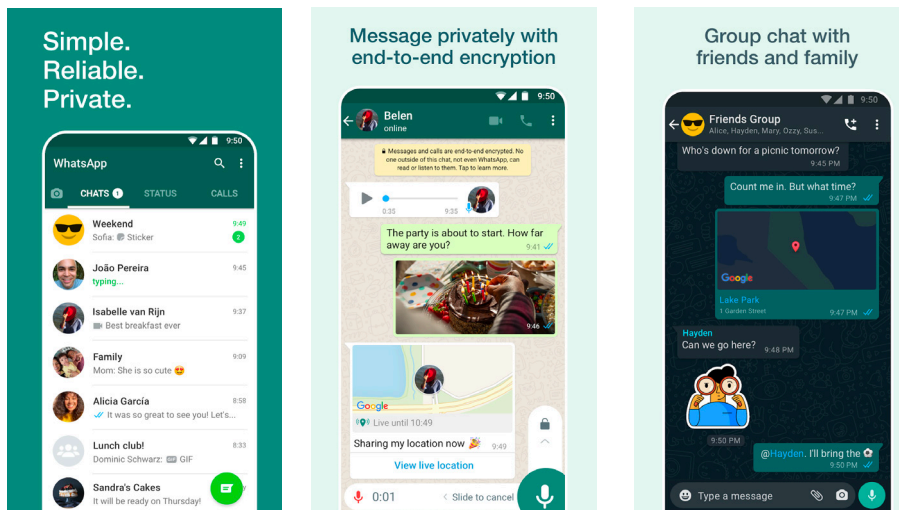 Simple.
Reliable.
Private.
9:50
WhatsApp
CHATS 1
STATUS
CALLS
Weekend
9:49
Sofia: Sticker
2
João Pereira
9:45
typing...
Isabelle van Rijn
9:37
Best breakfast ever
Family
9:09
Mom: She is so cute 😍
Alicia García
8:58
It was so great to see you! Let's...
Lunch club!
8:33
Dominic Schwarz: GIF GIF
Sandra's Cakes
It will be ready on Thursday!
Message privately with
end-to-end encryption
9:50
Belen
online
Messages and calls are end-to-end encrypted. No
one outside of this chat, not even WhatsApp, can
read or listen to them. Tap to learn more.
0:35
9:35
The party is about to start. How far
away are you?
9:41
9:46
Google
Live until 10:49
Sharing my location now 🎉
9:49
View live location
0:01
< Slide to cancel
Group chat with
friends and family
9:50
Friends Group
Alice, Hayden, Mary, Ozzy, Sus...
Who's down for a picnic tomorrow?
9:45 PM
Count me in. But what time?
9:47 PM
Google
Lake Park
1 Garden Street
9:47 PM
Hayden
Can we go here?
9:48 PM
9:50 PM
@Hayden. I'll bring the ⚽
9:50 PM
Type a message